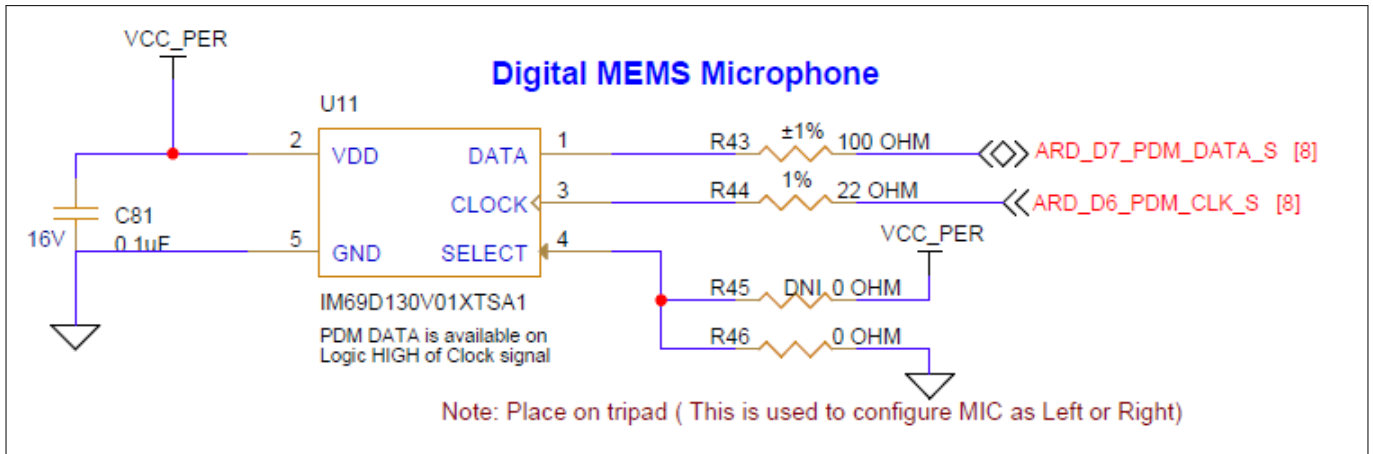 VCC_PER
Digital MEMS Microphone
U11
2 VDD DATA 1 R43 ±1% 100 OHM ARD_D7_PDM_DATA_S [8]
CLOCK 3 R44 1% 22 OHM ARD_D6_PDM_CLK_S [8]
C81
16V 0.1uF
5 GND SELECT 4
VCC_PER
IM69D130V01XTSA1
R45 DNI 0 OHM
PDM DATA is available on
Logic HIGH of Clock signal
R46 0 OHM
Note: Place on tripad ( This is used to configure MIC as Left or Right)